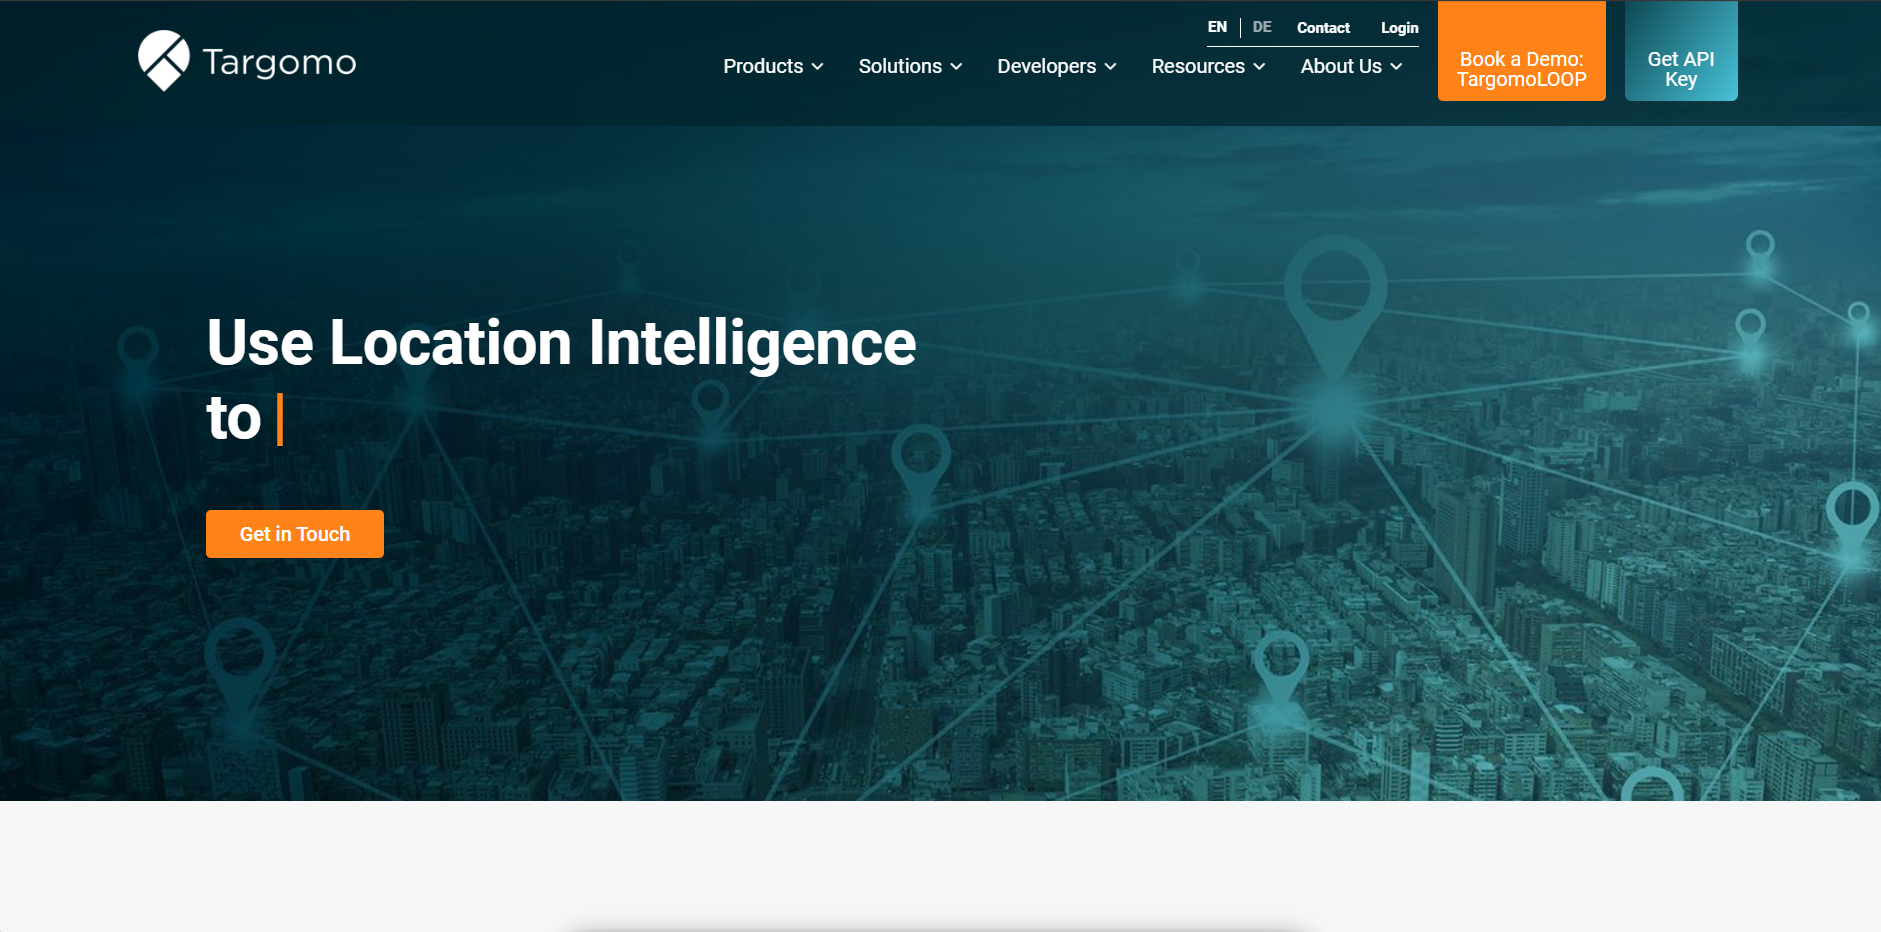 Targomo
EN
DE
Contact
Login
Products
Solutions
Developers
Resources
About Us
Book a Demo:
TargomoLOOP
Get API
Key
Use Location Intelligence
to
Get in Touch